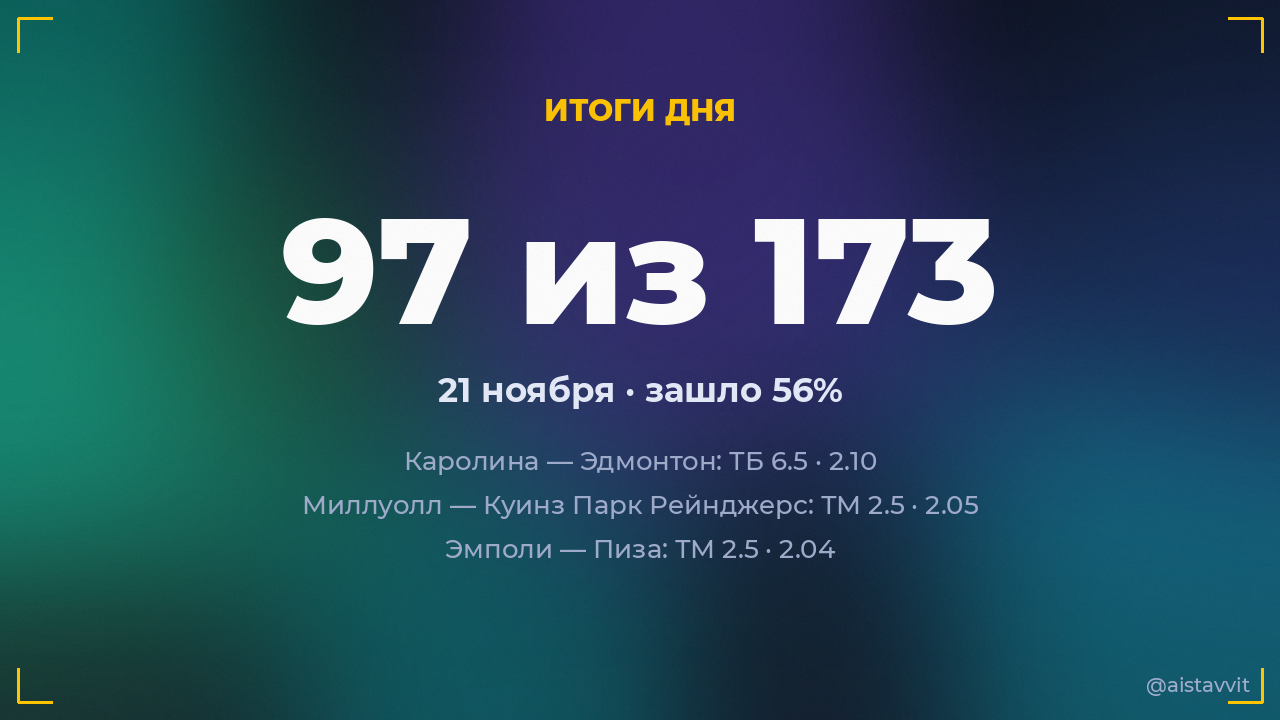 ИТОГИ ДНЯ
97 из 173
21 ноября · зашло 56%
Каролина — Эдмонтон: ТБ 6.5 · 2.10
Миллуолл — Куинз Парк Рейнджерс: ТМ 2.5 · 2.05
Эмполи — Пиза: ТМ 2.5 · 2.04
@aistavvit